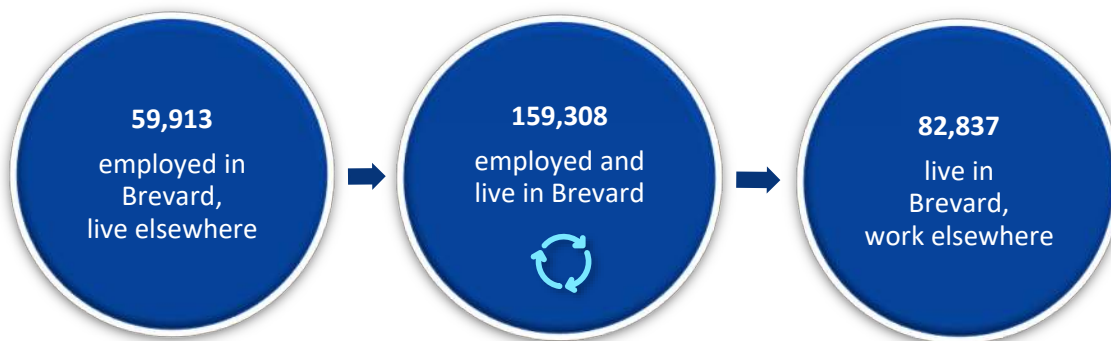 59,913
employed in
Brevard,
live elsewhere
159,308
employed and
live in Brevard
82,837
live in
Brevard,
work elsewhere